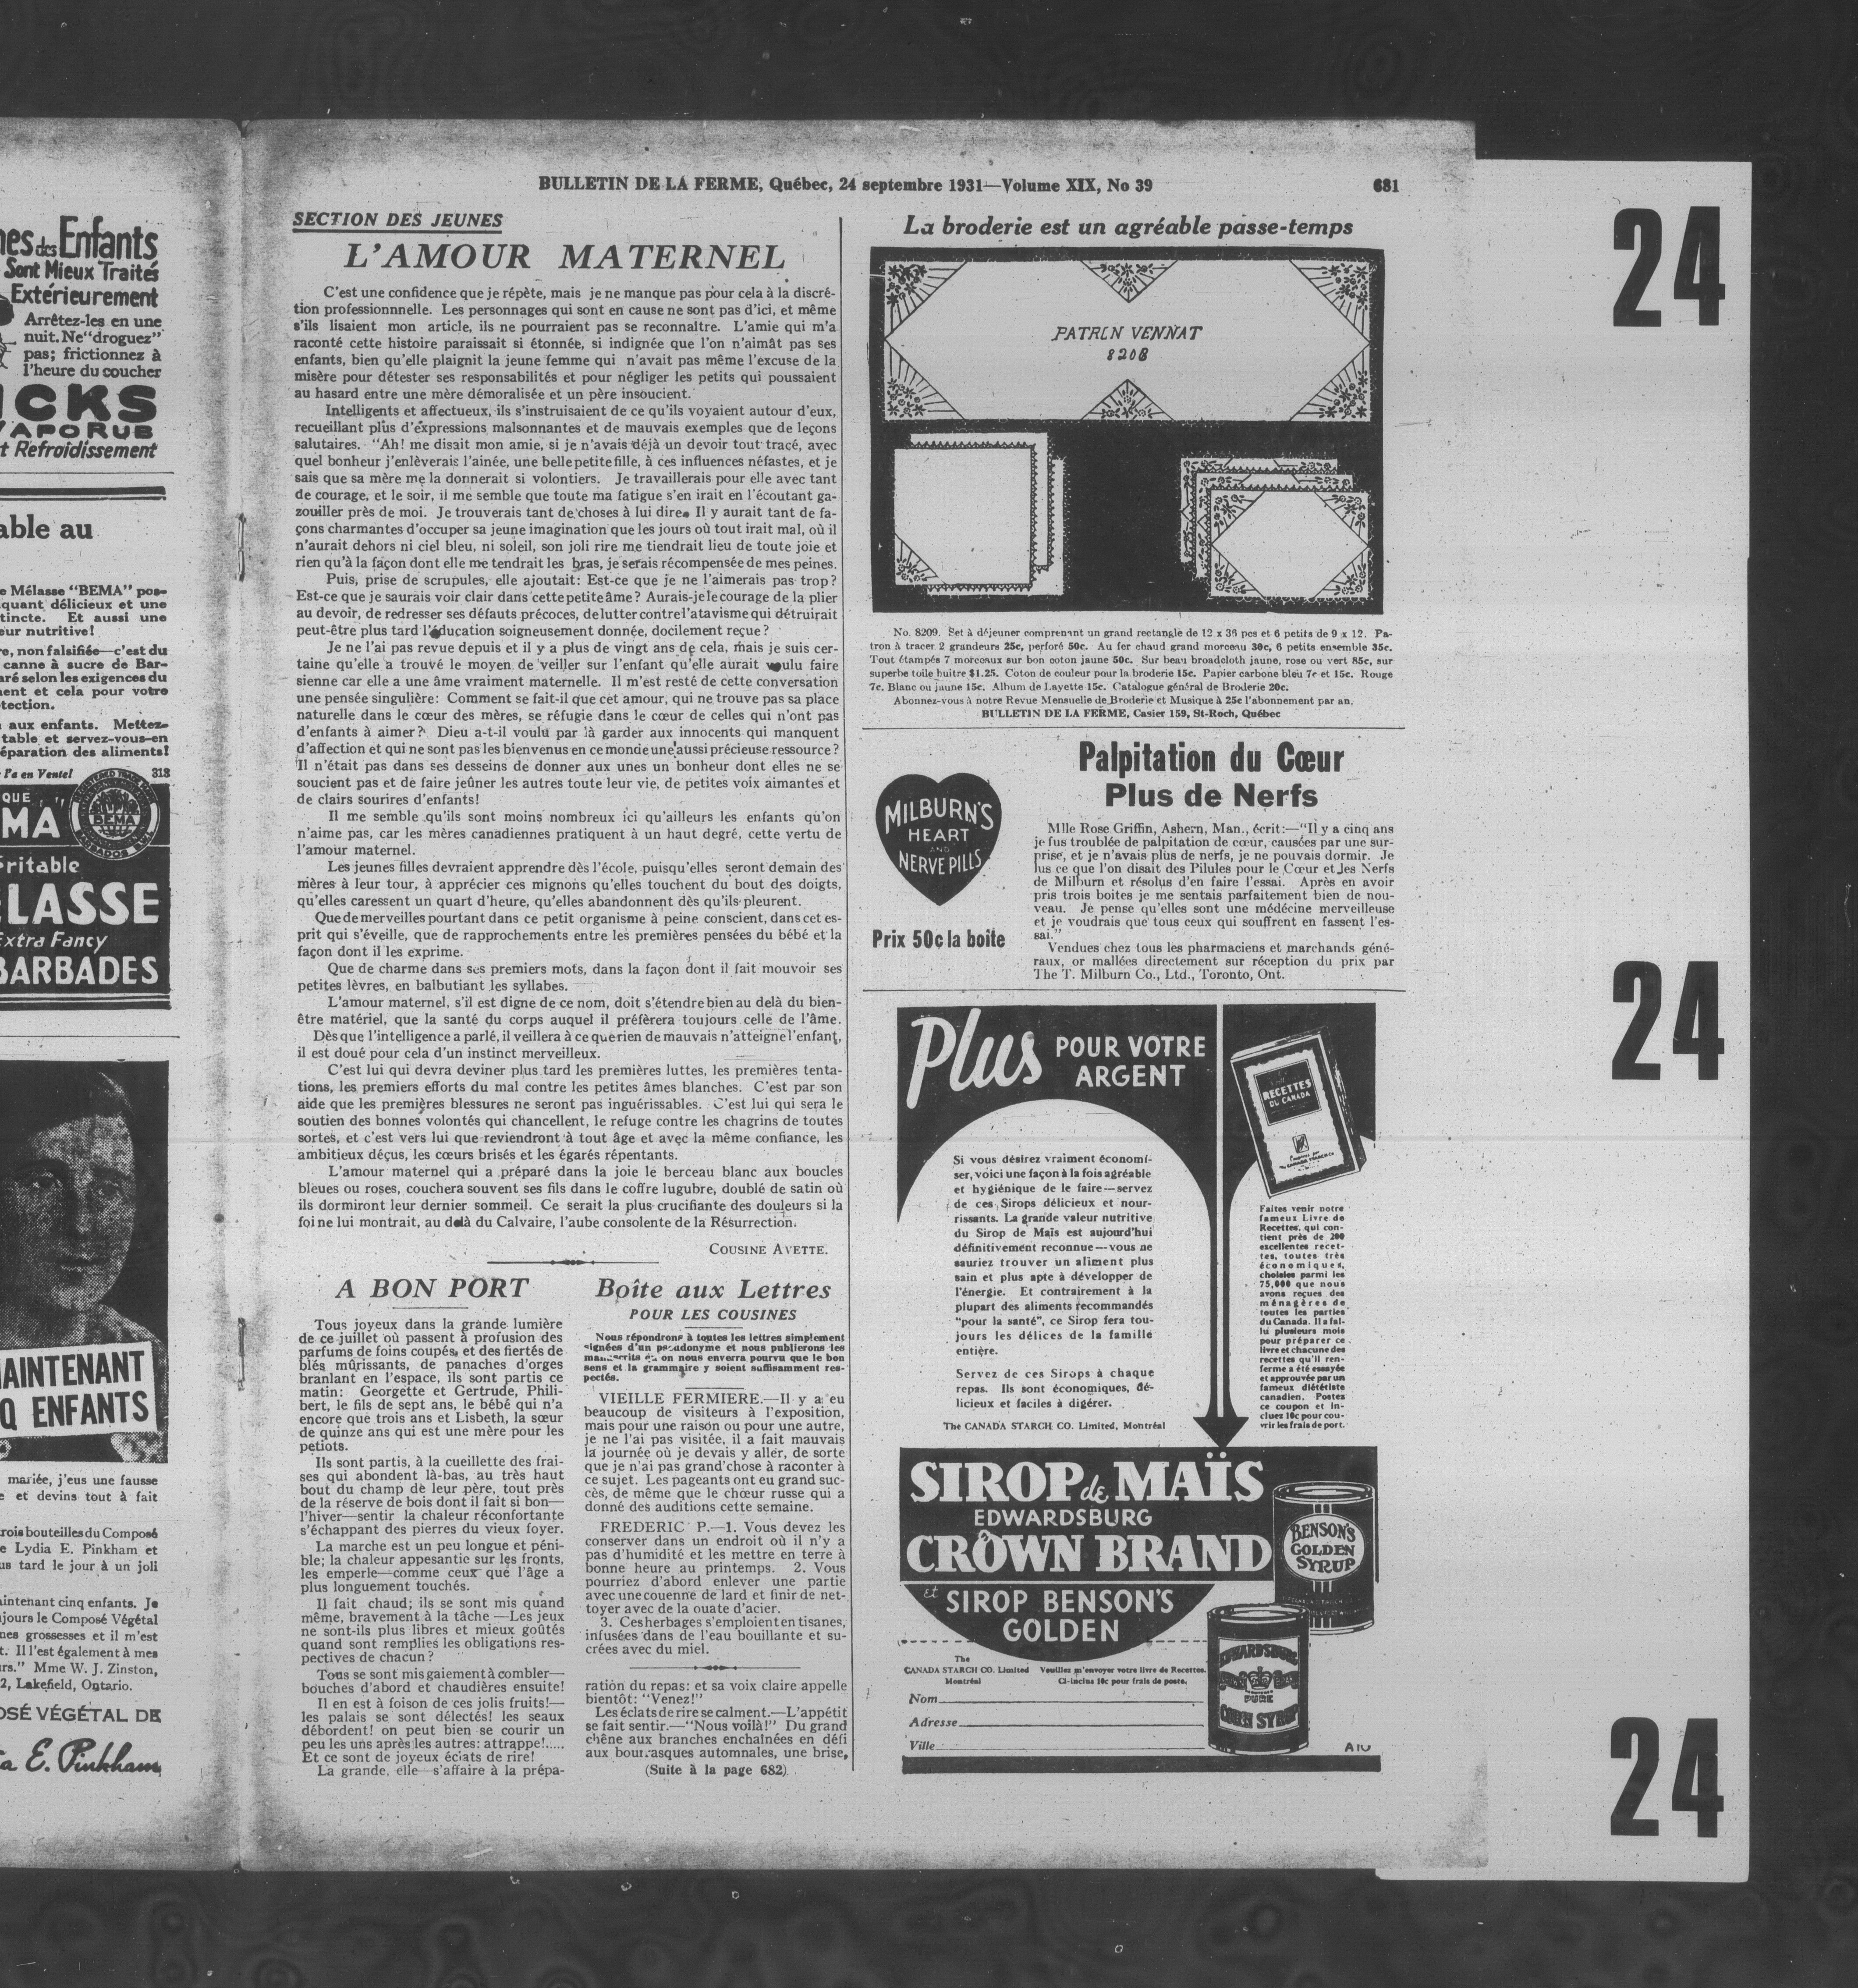 nes des Enfants
Sont Mieux Traités
Extérieurement
Arrêtez-les en une
nuit. Ne "droguez"
pas; frictionnez à
l'heure du coucher
ICKS
VAPORUB
t Refroidissement
able au
e Mélasse "BEMA" pos-
quant délicieux et une
tincte. Et aussi une
eur nutritive!
re, non falsifiée—c'est du
canne à sucre de Bar-
aré selon les exigences du
ment et cela pour votre
tection.
aux enfants. Mettez-
table et servez-vous-en
éparation des aliments!
Pa en Vente! 318
QUE
MA
BEMA
éritable
LASSE
Extra Fancy
BARBADES
AINTENANT
Q ENFANTS
mariée, j'eus une fausse
e et devins tout à fait
rois bouteilles du Composé
e Lydia E. Pinkham et
us tard le jour à un joli
aintenant cinq enfants. Je
ujours le Composé Végétal
nes grossesses et il m'est
t. Il l'est également à mes
urs." Mme W. J. Zinston,
2, Lakefield, Ontario.
OSÉ VÉGÉTAL DE
a E. Pinkham
BULLETIN DE LA FERME, Québec, 24 septembre 1931—Volume XIX, No 39 681
SECTION DES JEUNES
L'AMOUR MATERNEL
C'est une confidence que je répète, mais je ne manque pas pour cela à la discré-
tion professionnnelle. Les personnages qui sont en cause ne sont pas d'ici, et même
s'ils lisaient mon article, ils ne pourraient pas se reconnaître. L'amie qui m'a
raconté cette histoire paraissait si étonnée, si indignée que l'on n'aimât pas ses
enfants, bien qu'elle plaignit la jeune femme qui n'avait pas même l'excuse de la
misère pour détester ses responsabilités et pour négliger les petits qui poussaient
au hasard entre une mère démoralisée et un père insoucient.
Intelligents et affectueux, ils s'instruisaient de ce qu'ils voyaient autour d'eux,
recueillant plus d'expressions malsonnantes et de mauvais exemples que de leçons
salutaires. "Ah! me disait mon amie, si je n'avais déjà un devoir tout tracé, avec
quel bonheur j'enlèverais l'ainée, une belle petite fille, à ces influences néfastes, et je
sais que sa mère me la donnerait si volontiers. Je travaillerais pour elle avec tant
de courage, et le soir, il me semble que toute ma fatigue s'en irait en l'écoutant ga-
zouiller près de moi. Je trouverais tant de choses à lui dire. Il y aurait tant de fa-
çons charmantes d'occuper sa jeune imagination que les jours où tout irait mal, où il
n'aurait dehors ni ciel bleu, ni soleil, son joli rire me tiendrait lieu de toute joie et
rien qu'à la façon dont elle me tendrait les bras, je serais récompensée de mes peines.
Puis, prise de scrupules, elle ajoutait: Est-ce que je ne l'aimerais pas trop?
Est-ce que je saurais voir clair dans cette petite âme? Aurais-je le courage de la plier
au devoir, de redresser ses défauts précoces, de lutter contre l'atavisme qui détruirait
peut-être plus tard l'éducation soigneusement donnée, docilement reçue?
Je ne l'ai pas revue depuis et il y a plus de vingt ans de cela, mais je suis cer-
taine qu'elle a trouvé le moyen de veiller sur l'enfant qu'elle aurait voulu faire
sienne car elle a une âme vraiment maternelle. Il m'est resté de cette conversation
une pensée singulière: Comment se fait-il que cet amour, qui ne trouve pas sa place
naturelle dans le cœur des mères, se réfugie dans le cœur de celles qui n'ont pas
d'enfants à aimer? Dieu a-t-il voulu par là garder aux innocents qui manquent
d'affection et qui ne sont pas les bienvenus en ce monde une aussi précieuse ressource?
Il n'était pas dans ses desseins de donner aux unes un bonheur dont elles ne se
soucient pas et de faire jeûner les autres toute leur vie, de petites voix aimantes et
de clairs sourires d'enfants!
Il me semble qu'ils sont moins nombreux ici qu'ailleurs les enfants qu'on
n'aime pas, car les mères canadiennes pratiquent à un haut degré, cette vertu de
l'amour maternel.
Les jeunes filles devraient apprendre dès l'école, puisqu'elles seront demain des
mères à leur tour, à apprécier ces mignons qu'elles touchent du bout des doigts,
qu'elles caressent un quart d'heure, qu'elles abandonnent dès qu'ils pleurent.
Que de merveilles pourtant dans ce petit organisme à peine conscient, dans cet es-
prit qui s'éveille, que de rapprochements entre les premières pensées du bébé et la
façon dont il les exprime.
Que de charme dans ses premiers mots, dans la façon dont il fait mouvoir ses
petites lèvres, en balbutiant les syllabes.
L'amour maternel, s'il est digne de ce nom, doit s'étendre bien au delà du bien-
être matériel, que la santé du corps auquel il préfèrera toujours celle de l'âme.
Dès que l'intelligence a parlé, il veillera à ce que rien de mauvais n'atteigne l'enfant,
il est doué pour cela d'un instinct merveilleux.
C'est lui qui devra deviner plus tard les premières luttes, les premières tenta-
tions, les premiers efforts du mal contre les petites âmes blanches. C'est par son
aide que les premières blessures ne seront pas inguérissables. C'est lui qui sera le
soutien des bonnes volontés qui chancellent, le refuge contre les chagrins de toutes
sortes, et c'est vers lui que reviendront à tout âge et avec la même confiance, les
ambitieux déçus, les cœurs brisés et les égarés répentants.
L'amour maternel qui a préparé dans la joie le berceau blanc aux boucles
bleues ou roses, couchera souvent ses fils dans le coffre lugubre, doublé de satin où
ils dormiront leur dernier sommeil. Ce serait la plus crucifiante des douleurs si la
foi ne lui montrait, au delà du Calvaire, l'aube consolente de la Résurrection.
COUSINE AVETTE.
A BON PORT
Tous joyeux dans la grande lumière
de ce juillet où passent à profusion des
parfums de foins coupés, et des fiertés de
blés mûrissants, de panaches d'orges
branlant en l'espace, ils sont partis ce
matin: Georgette et Gertrude, Phili-
bert, le fils de sept ans, le bébé qui n'a
encore que trois ans et Lisbeth, la sœur
de quinze ans qui est une mère pour les
petiots.
Ils sont partis, à la cueillette des frai-
ses qui abondent là-bas, au très haut
bout du champ de leur père, tout près
de la réserve de bois dont il fait si bon—
l'hiver—sentir la chaleur réconfortante
s'échappant des pierres du vieux foyer.
La marche est un peu longue et péni-
ble; la chaleur appesantie sur les fronts,
les emperle—comme ceux que l'âge a
plus longuement touchés.
Il fait chaud; ils se sont mis quand
même, bravement à la tâche —Les jeux
ne sont-ils plus libres et mieux goûtés
quand sont remplies les obligations res-
pectives de chacun?
Tous se sont mis gaiement à combler—
bouches d'abord et chaudières ensuite!
Il en est à foison de ces jolis fruits!—
les palais se sont délectés! les seaux
débordent! on peut bien se courir un
peu les uns après les autres: attrappe!.....
Et ce sont de joyeux éclats de rire!
La grande, elle—s'affaire à la prépa-
Boîte aux Lettres
POUR LES COUSINES
Nous répondrons à toutes les lettres simplement
signées d'un pseudonyme et nous publierons les
manuscrits on nous enverra pourvu que le bon
sens et la grammaire y soient suffisamment res-
pectés.
VIEILLE FERMIERE.—Il y a eu
beaucoup de visiteurs à l'exposition,
mais pour une raison ou pour une autre,
je ne l'ai pas visitée, il a fait mauvais
la journée où je devais y aller, de sorte
que je n'ai pas grand'chose à raconter à
ce sujet. Les pageants ont eu grand suc-
cès, de même que le chœur russe qui a
donné des auditions cette semaine.
FREDERIC P.—1. Vous devez les
conserver dans un endroit où il n'y a
pas d'humidité et les mettre en terre à
bonne heure au printemps. 2. Vous
pourriez d'abord enlever une partie
avec une couenne de lard et finir de net-
toyer avec de la ouate d'acier.
3. Ces herbages s'emploient en tisanes,
infusées dans de l'eau bouillante et su-
crées avec du miel.
ration du repas: et sa voix claire appelle
bientôt: "Venez!"
Les éclats de rire se calment.—L'appétit
se fait sentir.—"Nous voilà!" Du grand
chêne aux branches enchaînées en défi
aux bourrasques automnales, une brise,
(Suite à la page 682)
La broderie est un agréable passe-temps
PATRON VENNAT
8208
No. 8209. Set à déjeuner comprenant un grand rectangle de 12 x 36 pcs et 6 petits de 9 x 12. Pa-
tron à tracer 2 grandeurs 25c, perforé 50c. Au fer chaud grand morceau 30c, 6 petits ensemble 35c.
Tout étampés 7 morceaux sur bon coton jaune 50c. Sur beau broadcloth jaune, rose ou vert 85c, sur
superbe toile huitre $1.25. Coton de couleur pour la broderie 15c. Papier carbone bleu 7c et 15c. Rouge
7c. Blanc ou jaune 15c. Album de Layette 15c. Catalogue général de Broderie 20c.
Abonnez-vous à notre Revue Mensuelle de Broderie et Musique à 25c l'abonnement par an.
BULLETIN DE LA FERME, Casier 159, St-Roch, Québec
MILBURN'S
HEART
AND
NERVE PILLS
Prix 50c la boite
Palpitation du Cœur
Plus de Nerfs
Mlle Rose Griffin, Ashern, Man., écrit:—"Il y a cinq ans
je fus troublée de palpitation de cœur, causées par une sur-
prise, et je n'avais plus de nerfs, je ne pouvais dormir. Je
lus ce que l'on disait des Pilules pour le Cœur et les Nerfs
de Milburn et résolus d'en faire l'essai. Après en avoir
pris trois boites je me sentais parfaitement bien de nou-
veau. Je pense qu'elles sont une médécine merveilleuse
et je voudrais que tous ceux qui souffrent en fassent l'es-
sai."
Vendues chez tous les pharmaciens et marchands géné-
raux, or mallées directement sur réception du prix par
The T. Milburn Co., Ltd., Toronto, Ont.
Plus POUR VOTRE
ARGENT
RECETTES
DU CANADA
Si vous désirez vraiment économi-
ser, voici une façon à la fois agréable
et hygiénique de le faire—servez
de ces Sirops délicieux et nour-
rissants. La grande valeur nutritive
du Sirop de Maïs est aujourd'hui
définitivement reconnue—vous ne
sauriez trouver un aliment plus
sain et plus apte à développer de
l'énergie. Et contrairement à la
plupart des aliments recommandés
"pour la santé", ce Sirop fera tou-
jours les délices de la famille
entière.
Servez de ces Sirops à chaque
repas. Ils sont économiques, dé-
licieux et faciles à digérer.
The CANADA STARCH CO. Limited, Montréal
Faites venir notre
fameux Livre de
Recettes, qui con-
tient près de 200
excellentes recet-
tes, toutes très
économiques,
choisies parmi les
75,000 que nous
avons reçues des
ménagères de
toutes les parties
du Canada. Il a fal-
lu plusieurs mois
pour préparer ce
livre et chacune des
recettes qu'il ren-
ferme a été essayée
et approuvée par un
fameux diététiste
canadien. Postez
ce coupon et in-
cluez 10c pour cou-
vrir les frais de port.
SIROP de MAÏS
EDWARDSBURG
CROWN BRAND
et
SIROP BENSON'S
GOLDEN
BENSON'S
GOLDEN
SYRUP
EDWARDSBURG
PURE
CORN SYRUP
The
CANADA STARCH CO. Limited Veuillez m'envoyer votre livre de Recettes.
Montréal Ci-inclus 10c pour frais de poste.
Nom
Adresse
Ville
24
24
24